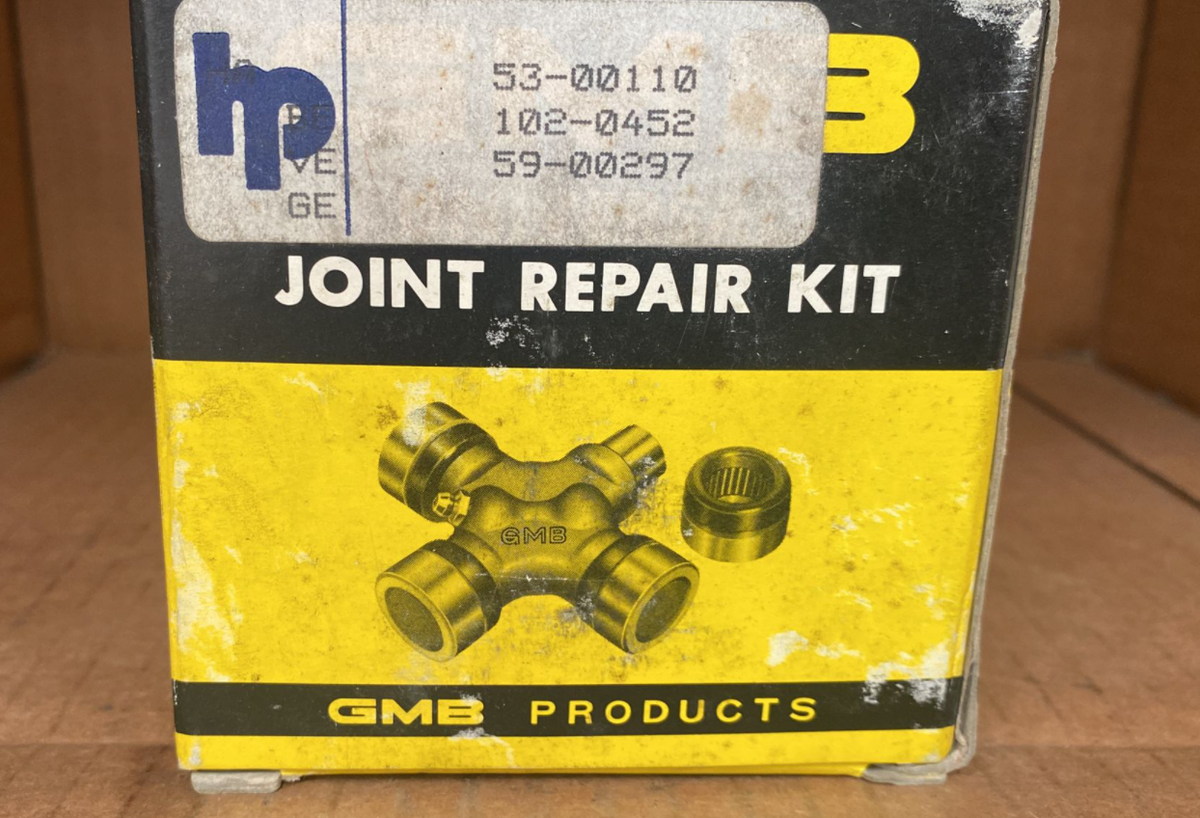 hp
53-00110
102-0452
VE 59-00297
GE
B
JOINT REPAIR KIT
GMB
GMB PRODUCTS